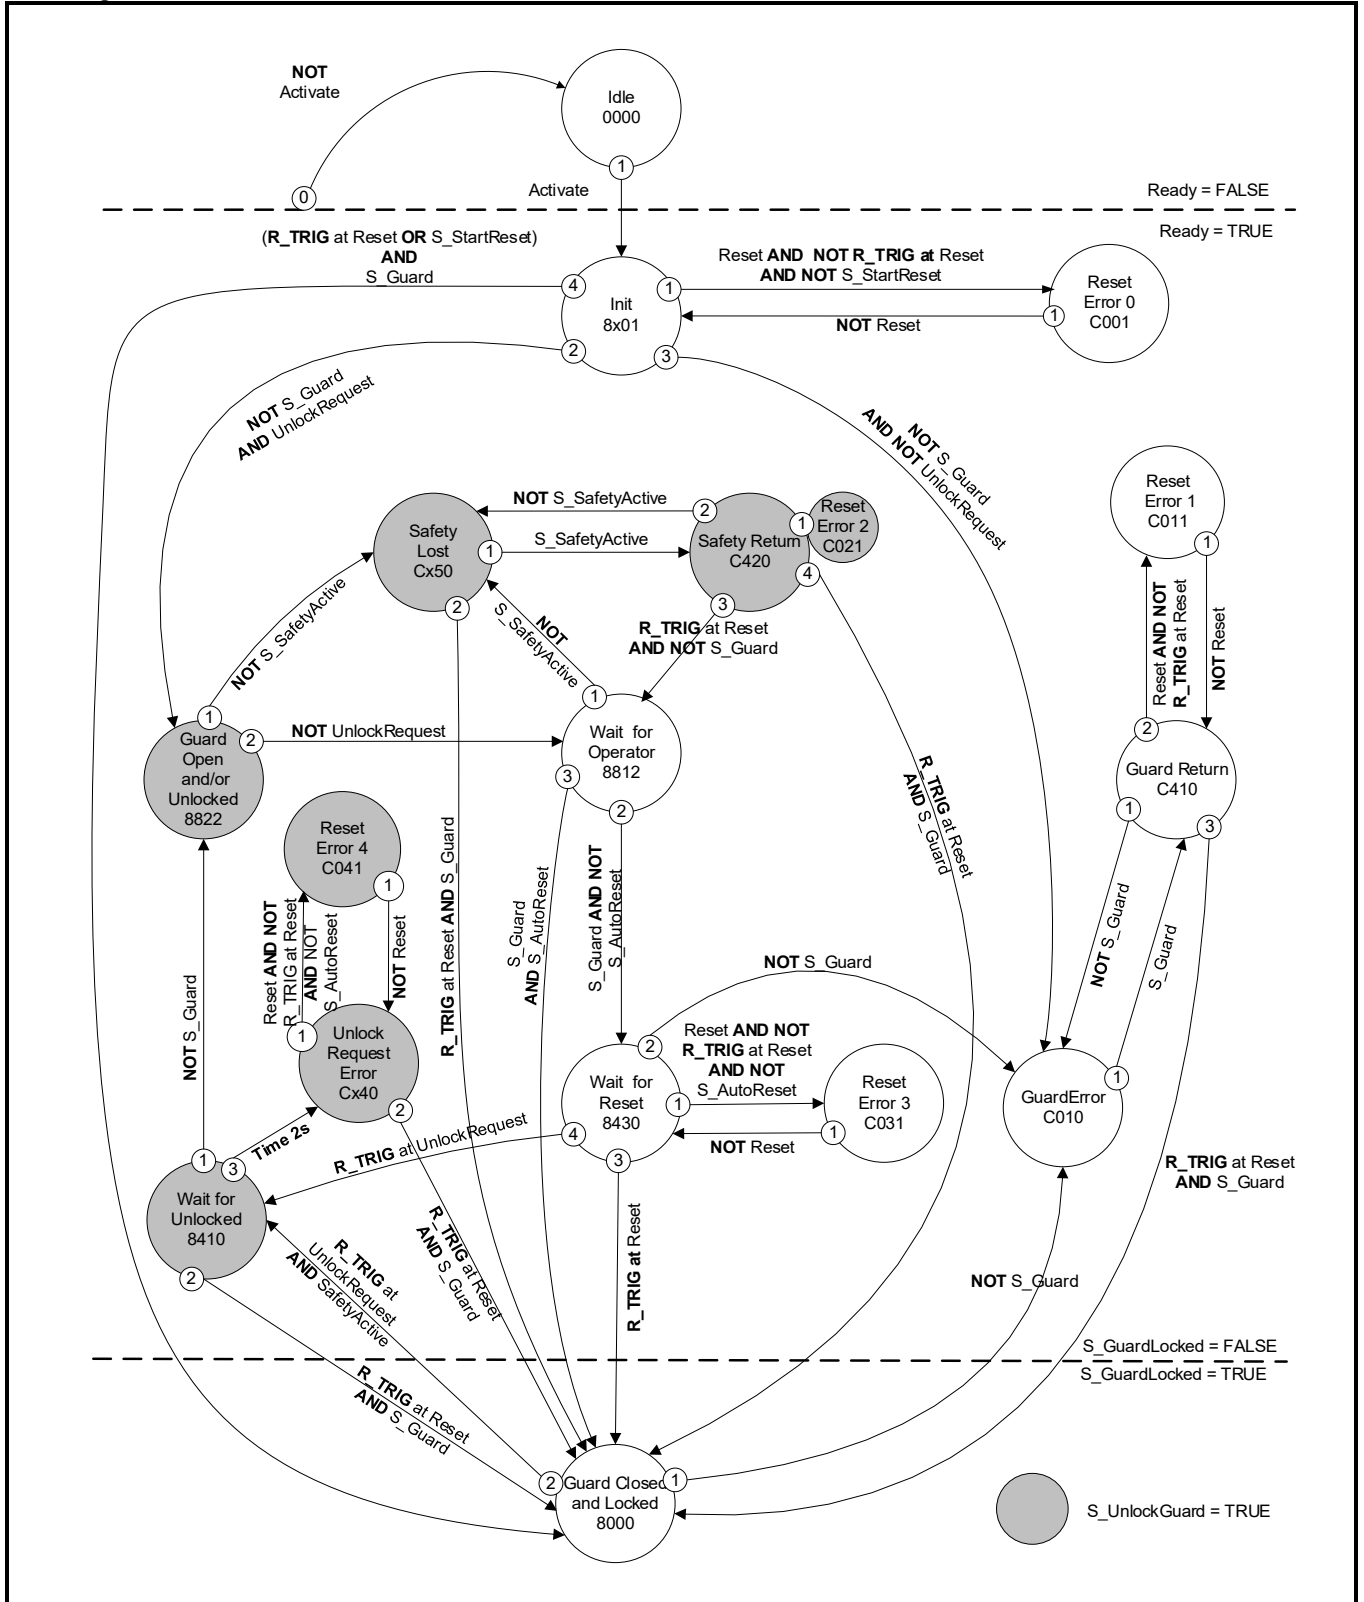 NOT
Activate
Idle
0000
1
0
Activate
Ready = FALSE
Ready = TRUE
(R_TRIG at Reset OR S_StartReset)
AND
S_Guard
4
Init
8x01
1
2
3
Reset AND NOT R_TRIG at Reset
AND NOT S_StartReset
NOT Reset
Reset
Error 0
C001
1
NOT S_Guard
AND UnlockRequest
NOT S_Guard
AND NOT UnlockRequest
Safety
Lost
Cx50
1
2
NOT S_SafetyActive
S_SafetyActive
2
Safety Return
C420
1
4
3
Reset
Error 2
C021
Reset
Error 1
C011
1
NOT S_SafetyActive
NOT
S_SafetyActive
R_TRIG at Reset
AND NOT S_Guard
Reset AND NOT
R_TRIG at Reset
NOT Reset
1
Guard
Open
and/or
Unlocked
8822
2
NOT UnlockRequest
1
Wait for
Operator
8812
3
2
2
Guard Return
C410
1
3
R_TRIG at Reset
AND S_Guard
Reset
Error 4
C041
1
Reset AND NOT
R_TRIG at Reset
AND NOT
S_AutoReset
NOT Reset
R_TRIG at Reset AND S_Guard
S_Guard
AND S_AutoReset
S_Guard AND NOT
S_AutoReset
NOT S_Guard
NOT S_Guard
S_Guard
NOT S_Guard
1
Unlock
Request
Error
Cx40
2
2
Wait for
Reset
8430
1
4
3
Reset AND NOT
R_TRIG at Reset
AND NOT
S_AutoReset
NOT Reset
Reset
Error 3
C031
1
GuardError
C010
1
Time 2s
R_TRIG at UnlockRequest
1
3
Wait for
Unlocked
8410
2
R_TRIG at
UnlockRequest
AND SafetyActive
R_TRIG at Reset
AND S_Guard
R_TRIG at Reset
R_TRIG at Reset
AND S_Guard
NOT S_Guard
S_GuardLocked = FALSE
S_GuardLocked = TRUE
R_TRIG at Reset
AND S_Guard
2
Guard Closed
and Locked
8000
1
S_UnlockGuard = TRUE